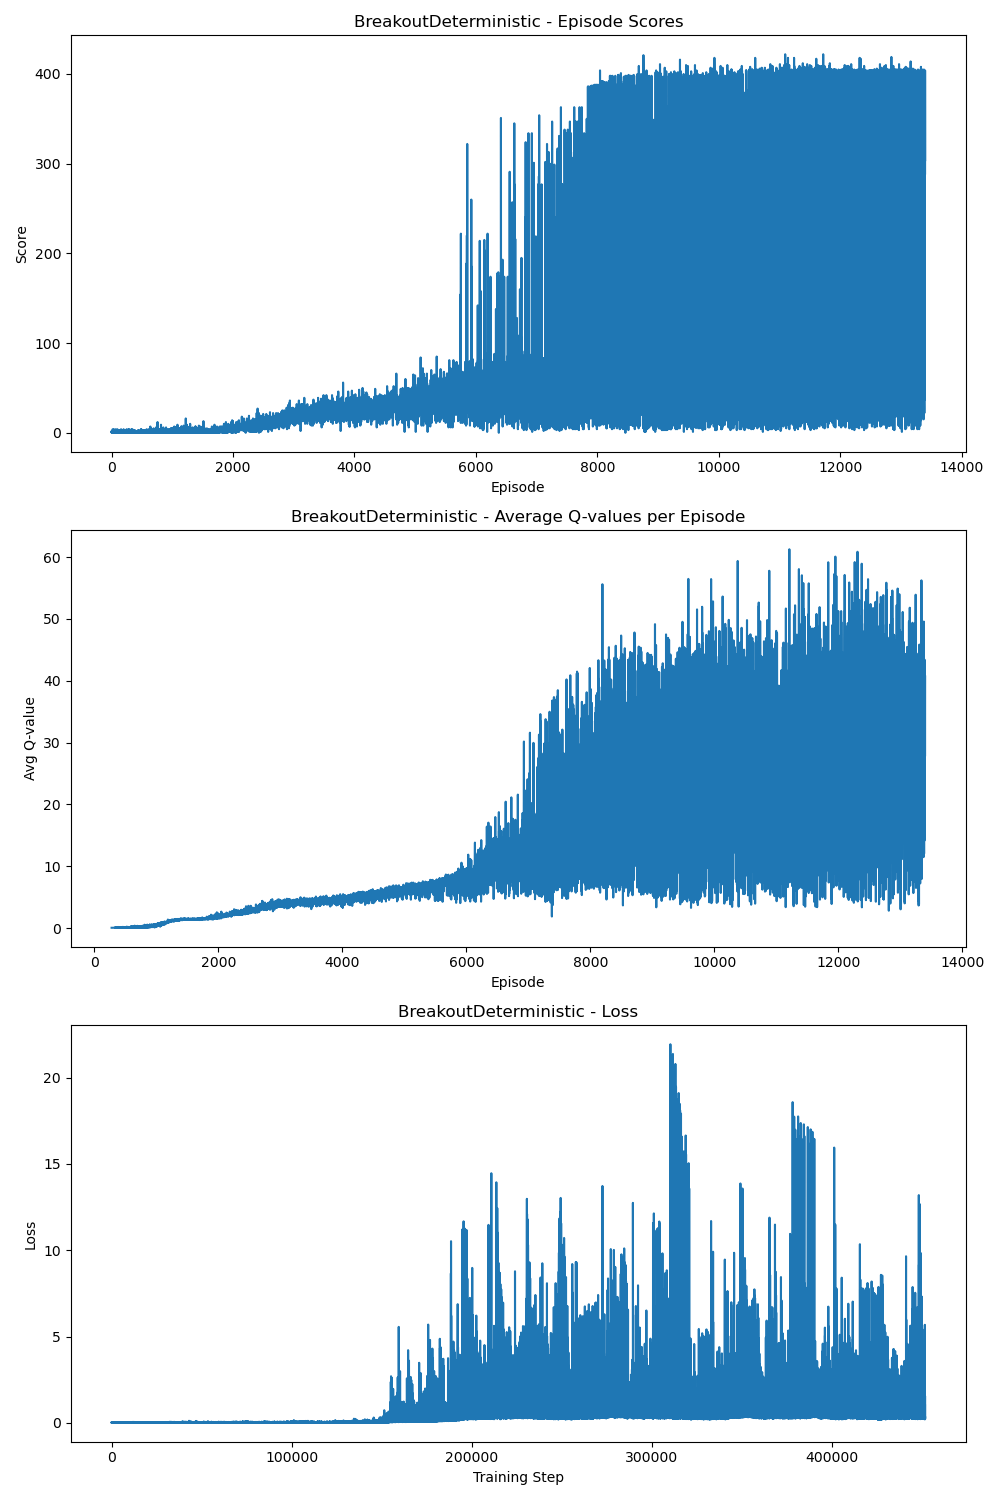 BreakoutDeterministic - Episode Scores
400
300
200
100
0
Score
0 2000 4000 6000 8000 10000 12000 14000
Episode
BreakoutDeterministic - Average Q-values per Episode
60
50
40
30
20
10
0
Avg Q-value
0 2000 4000 6000 8000 10000 12000 14000
Episode
BreakoutDeterministic - Loss
20
15
10
5
0
Loss
0 100000 200000 300000 400000
Training Step